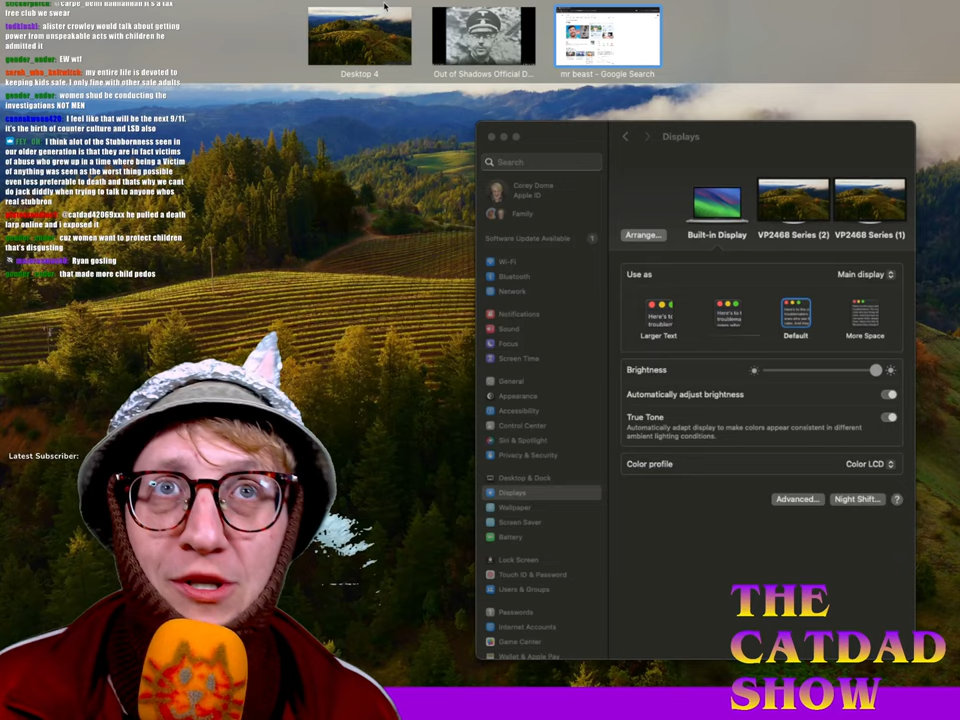 free club we swear
alister crowley would talk about getting
power from unspeakable acts with children he
admitted it
gender_ender: EW wtf
my entire life is devoted to
keeping kids safe. I only fine with other safe adults
women shud be conducting the
investigations NOT MEN
I feel like that will be the next 9/11.
it's the birth of counter culture and LSD also
I think alot of the Stubbornness seen in
our older generation is that they are in fact victims
of abuse who grew up in a time where being a Victim
of anything was seen as the worst thing possible
even less preferable to death and thats why we cant
do jack diddly when trying to talk to anyone whos
real stubbron
@catdad42069xxx he pulled a death
larp online and i exposed it
cuz women want to protect children
that's disgusting
Ryan gosling
that made more child pedos
Latest Subscriber:
Desktop 4
Out of Shadows Official D...
mr beast - Google Search
Search
Corey Dome
Apple ID
Family
Software Update Available
1
Wi-Fi
Bluetooth
Network
Notifications
Sound
Focus
Screen Time
General
Appearance
Accessibility
Control Center
Siri & Spotlight
Privacy & Security
Desktop & Dock
Displays
Wallpaper
Screen Saver
Battery
Lock Screen
Touch ID & Password
Users & Groups
Passwords
Internet Accounts
Game Center
Wallet & Apple Pay
Displays
Arrange...
Built-in Display
VP2468 Series (2)
VP2468 Series (1)
Use as
Main display
Larger Text
Default
More Space
Brightness
Automatically adjust brightness
True Tone
Automatically adapt display to make colors appear consistent in different
ambient lighting conditions.
Color profile
Color LCD
Advanced...
Night Shift...
?
THE
CATDAD
SHOW